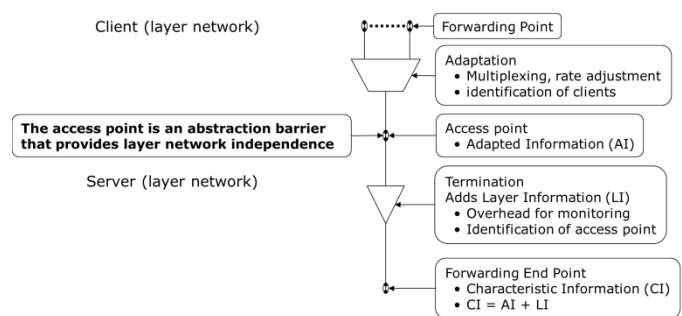 Client (layer network)
Forwarding Point
Adaptation
• Multiplexing, rate adjustment
• identification of clients
The access point is an abstraction barrier
that provides layer network independence
Access point
• Adapted Information (AI)
Server (layer network)
Termination
Adds Layer Information (LI)
• Overhead for monitoring
• Identification of access point
Forwarding End Point
• Characteristic Information (CI)
• CI = AI + LI